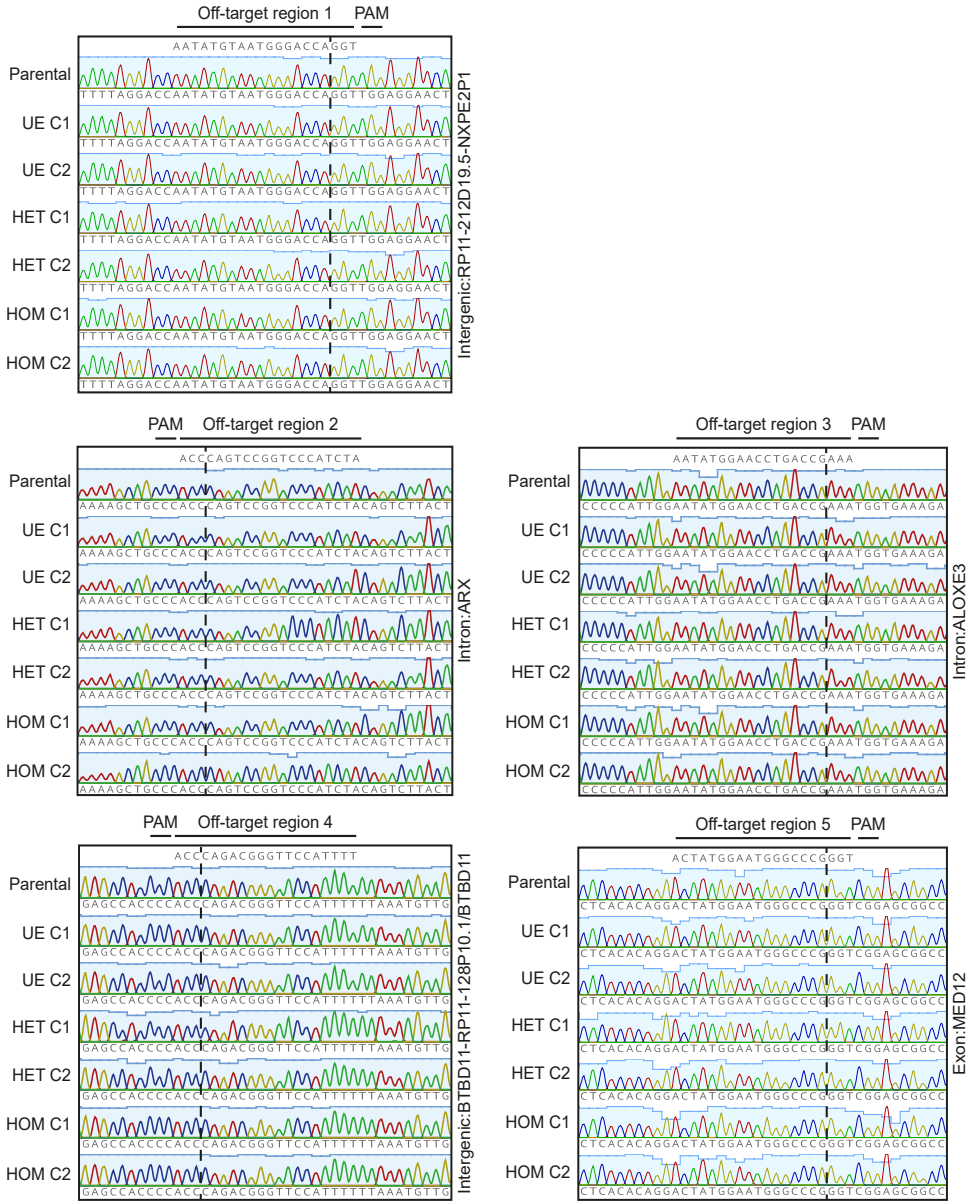 Off-target region 1 PAM
AATATGTAATGGGACCAGGT
Parental
TTTTAGGACCAATATGTAATGGGACCAGGTTGGAGGAACT
UE C1
TTTTAGGACCAATATGTAATGGGACCAGGTTGGAGGAACT
UE C2
TTTTAGGACCAATATGTAATGGGACCAGGTTGGAGGAACT
HET C1
TTTTAGGACCAATATGTAATGGGACCAGGTTGGAGGAACT
HET C2
TTTTAGGACCAATATGTAATGGGACCAGGTTGGAGGAACT
HOM C1
TTTTAGGACCAATATGTAATGGGACCAGGTTGGAGGAACT
HOM C2
TTTTAGGACCAATATGTAATGGGACCAGGTTGGAGGAACT
Intergenic:RP11-212D19.5-NXPE2P1
PAM Off-target region 2
ACCCAGTCCGGTCCCATCTA
Parental
AAAAGCTGCCCACCCAGTCCGGTCCCATCTACAGTCTTACT
UE C1
AAAAGCTGCCCACCCAGTCCGGTCCCATCTACAGTCTTACT
UE C2
AAAAGCTGCCCACCCAGTCCGGTCCCATCTACAGTCTTACT
HET C1
AAAAGCTGCCCACCCAGTCCGGTCCCATCTACAGTCTTACT
HET C2
AAAAGCTGCCCACCCAGTCCGGTCCCATCTACAGTCTTACT
HOM C1
AAAAGCTGCCCACCCAGTCCGGTCCCATCTACAGTCTTACT
HOM C2
AAAAGCTGCCCACCCAGTCCGGTCCCATCTACAGTCTTACT
Intron:ARX
Off-target region 3 PAM
AATATGGAACCTGACCGAAA
Parental
CCCCCATTGGAATATGGAACCTGACCGAAATGGTGAAAGA
UE C1
CCCCCATTGGAATATGGAACCTGACCGAAATGGTGAAAGA
UE C2
CCCCCATTGGAATATGGAACCTGACCGAAATGGTGAAAGA
HET C1
CCCCCATTGGAATATGGAACCTGACCGAAATGGTGAAAGA
HET C2
CCCCCATTGGAATATGGAACCTGACCGAAATGGTGAAAGA
HOM C1
CCCCCATTGGAATATGGAACCTGACCGAAATGGTGAAAGA
HOM C2
CCCCCATTGGAATATGGAACCTGACCGAAATGGTGAAAGA
Intron:ALOXE3
PAM Off-target region 4
ACCCAGACGGGTTCCATTTT
Parental
GAGCCACCCCACCCAGACGGGTTCCATTTTTTAAATGTTG
UE C1
GAGCCACCCCACCCAGACGGGTTCCATTTTTTAAATGTTG
UE C2
GAGCCACCCCACCCAGACGGGTTCCATTTTTTAAATGTTG
HET C1
GAGCCACCCCACCCAGACGGGTTCCATTTTTTAAATGTTG
HET C2
GAGCCACCCCACCCAGACGGGTTCCATTTTTTAAATGTTG
HOM C1
GAGCCACCCCACCCAGACGGGTTCCATTTTTTAAATGTTG
HOM C2
GAGCCACCCCACCCAGACGGGTTCCATTTTTTAAATGTTG
Intergenic:BTBD11-RP11-128P10.1/BTBD11
Off-target region 5 PAM
ACTATGGAATGGGCCCGGGT
Parental
CTCACACAGGACTATGGAATGGGCCCGGGTCGGAGCGGCC
UE C1
CTCACACAGGACTATGGAATGGGCCCGGGTCGGAGCGGCC
UE C2
CTCACACAGGACTATGGAATGGGCCCGGGTCGGAGCGGCC
HET C1
CTCACACAGGACTATGGAATGGGCCCGGGTCGGAGCGGCC
HET C2
CTCACACAGGACTATGGAATGGGCCCGGGTCGGAGCGGCC
HOM C1
CTCACACAGGACTATGGAATGGGCCCGGGTCGGAGCGGCC
HOM C2
CTCACACAGGACTATGGAATGGGCCCGGGTCGGAGCGGCC
Exon:MED12